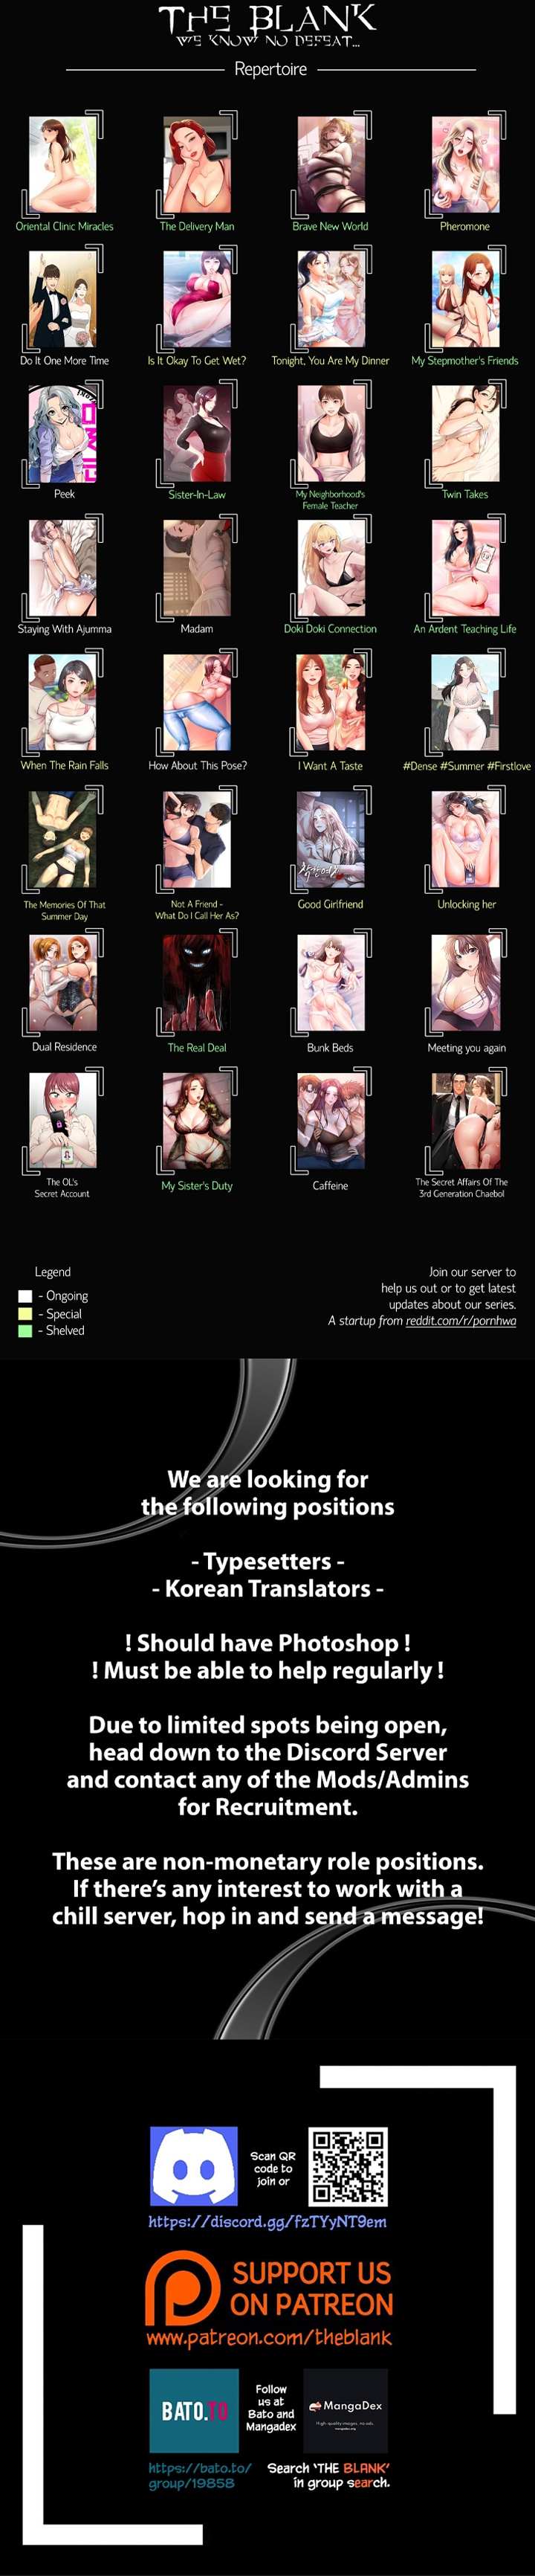 THE BLANK
WE KNOW NO DEFEAT...
Repertoire
Oriental Clinic Miracles
The Delivery Man
Brave New World
Pheromone
Do It One More Time
Is It Okay To Get Wet?
Tonight, You Are My Dinner
My Stepmother's Friends
Peek
Sister-In-Law
My Neighborhood's
Female Teacher
Twin Takes
Staying With Ajumma
Madam
Doki Doki Connection
An Ardent Teaching Life
When The Rain Falls
How About This Pose?
I Want A Taste
#Dense #Summer #Firstlove
The Memories Of That
Summer Day
Not A Friend -
What Do I Call Her As?
착한여친
Good Girlfriend
Unlocking her
Dual Residence
The Real Deal
Bunk Beds
Meeting you again
The OL's
Secret Account
My Sister's Duty
Caffeine
The Secret Affairs Of The
3rd Generation Chaebol
Legend
- Ongoing
- Special
- Shelved
Join our server to
help us out or to get latest
updates about our series.
A startup from reddit.com/r/pornhwa
We are looking for
the following positions
- Typesetters -
- Korean Translators -
! Should have Photoshop !
! Must be able to help regularly !
Due to limited spots being open,
head down to the Discord Server
and contact any of the Mods/Admins
for Recruitment.
These are non-monetary role positions.
If there's any interest to work with a
chill server, hop in and send a message!
Scan QR
code to
join or
https://discord.gg/fzTYyNT9em
SUPPORT US
ON PATREON
www.patreon.com/theblank
BATO.TO
Follow
us at
Bato and
Mangadex
MangaDex
High quality images, no ads.
mangadex.org
https://bato.to/
group/19858
Search 'THE BLANK'
in group search.